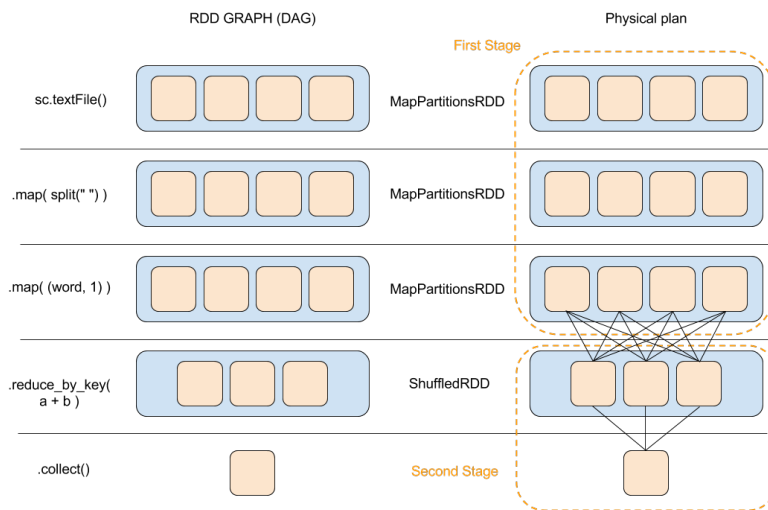 RDD GRAPH (DAG)
Physical plan
First Stage
sc.textFile()
MapPartitionsRDD
.map( split(" ") )
MapPartitionsRDD
.map( (word, 1) )
MapPartitionsRDD
.reduce_by_key(
a + b )
ShuffledRDD
.collect()
Second Stage